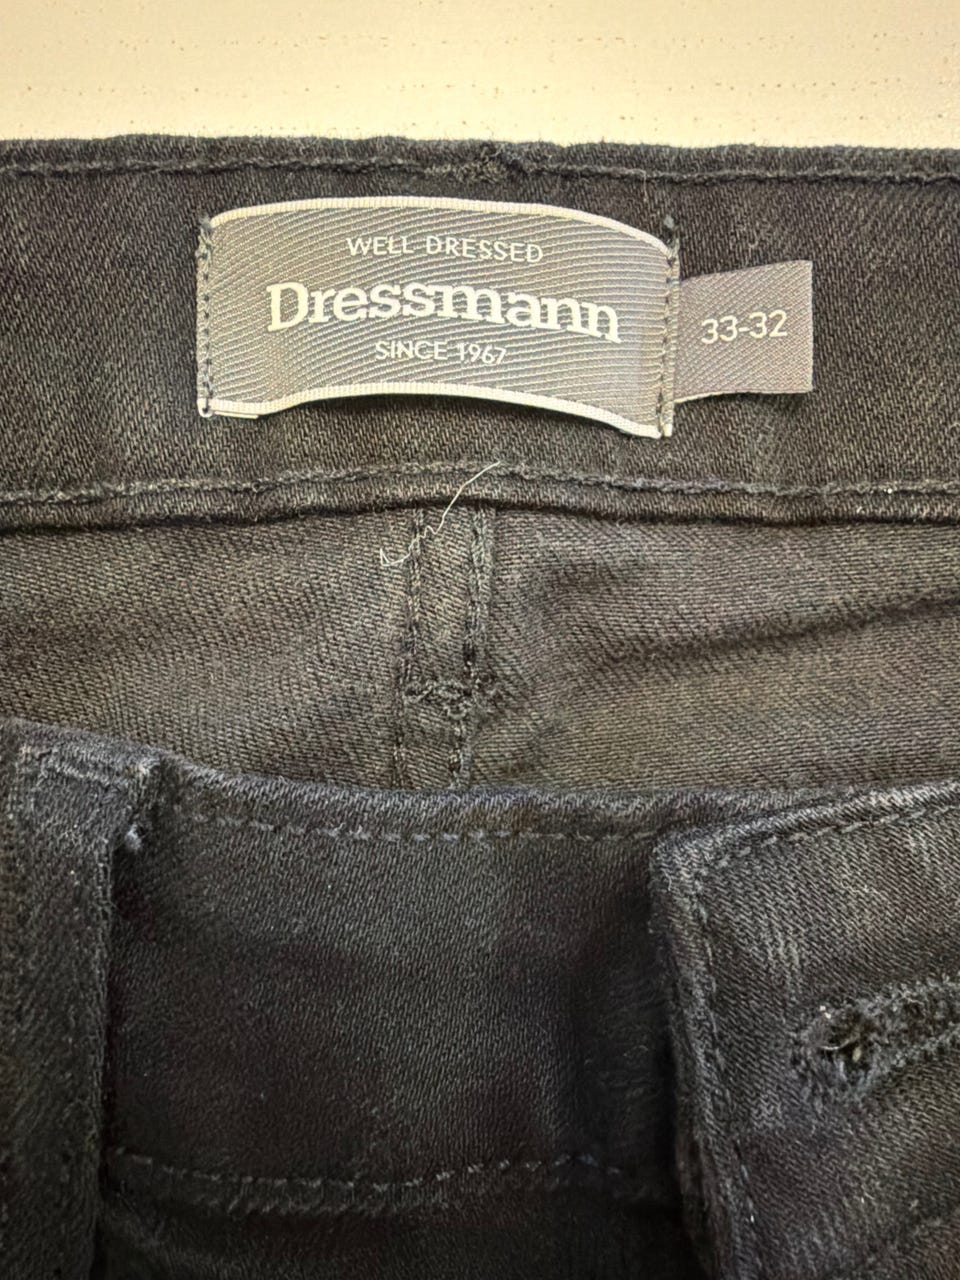 WELL DRESSED
Dressmann
SINCE 1967
33-32